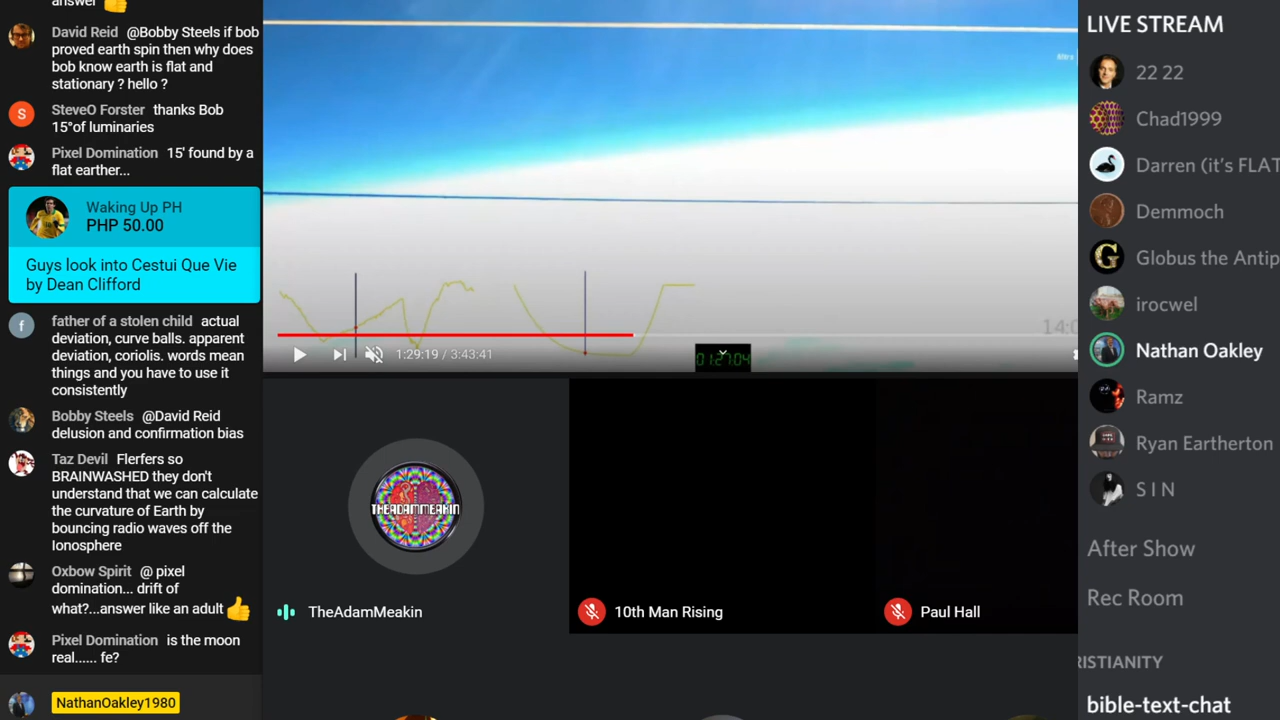 answer
David Reid @Bobby Steels if bob
proved earth spin then why does
bob know earth is flat and
stationary ? hello ?
S
SteveO Forster thanks Bob
15°of luminaries
Pixel Domination 15' found by a
flat earther...
Waking Up PH
PHP 50.00
Guys look into Cestui Que Vie
by Dean Clifford
f
father of a stolen child actual
deviation, curve balls. apparent
deviation, coriolis. words mean
things and you have to use it
consistently
Bobby Steels @David Reid
delusion and confirmation bias
Taz Devil Flerfers so
BRAINWASHED they don't
understand that we can calculate
the curvature of Earth by
bouncing radio waves off the
Ionosphere
Oxbow Spirit @ pixel
domination... drift of
what?...answer like an adult
Pixel Domination is the moon
real...... fe?
NathanOakley1980
14:0
1:29:19 / 3:43:41
01:27:04
THEADAMMEAKIN
TheAdamMeakin
10th Man Rising
Paul Hall
LIVE STREAM
22 22
Chad1999
Darren (it's FLAT
Demmoch
G
Globus the Antip
irocwel
Nathan Oakley
Ramz
Ryan Eartherton
S I N
After Show
Rec Room
RISTIANITY
bible-text-chat